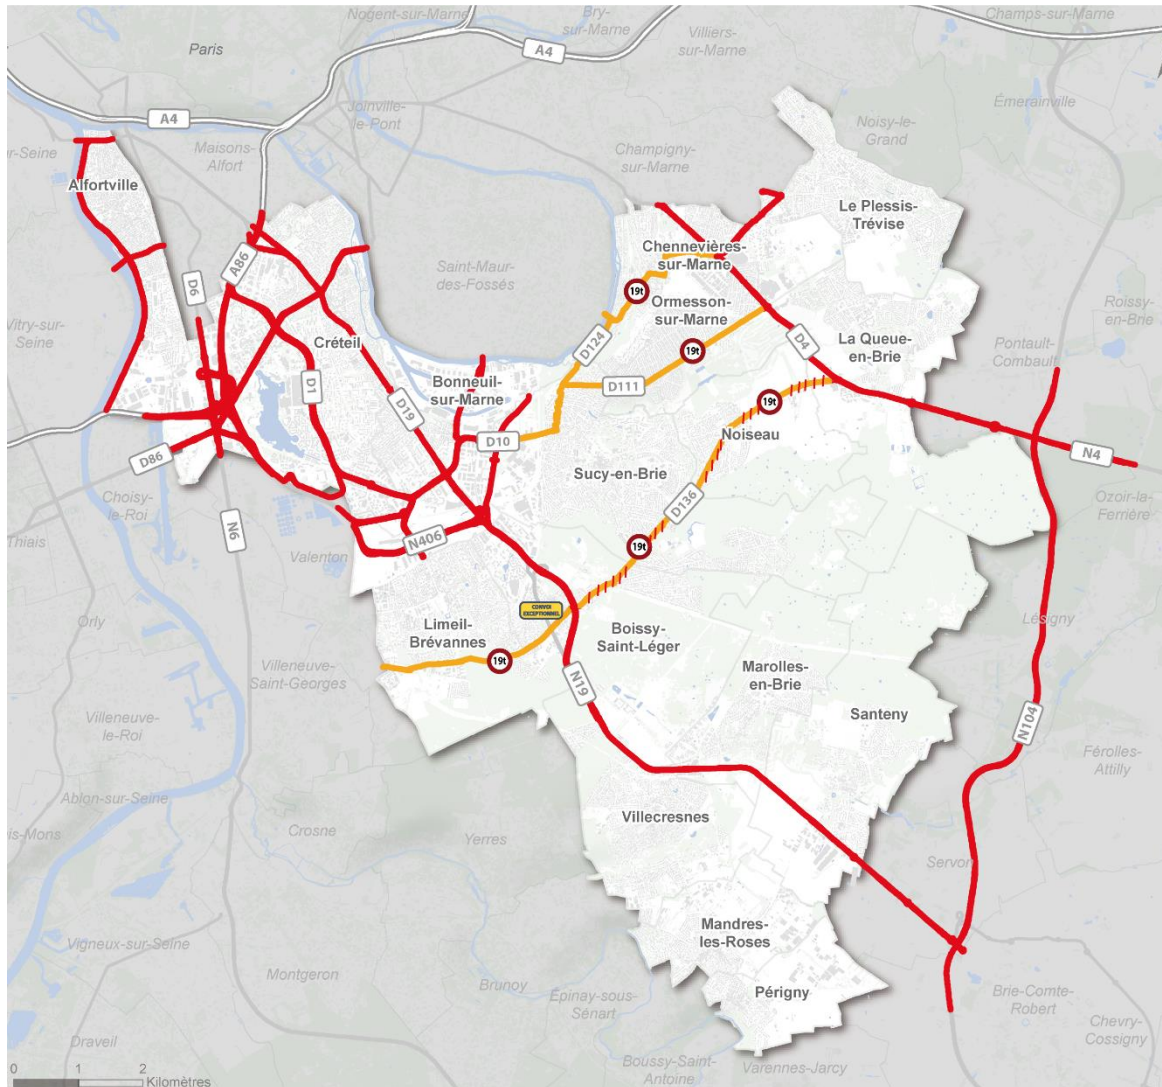 Nogent-sur-Marne
Bry-
sur-Marne
Champs-sur-Marne
Paris
A4
Villiers-
sur-Marne
Joinville-
le-Pont
Émerainville
A4
Noisy-le-
Grand
Maisons-
Alfort
ur-Seine
Champigny-
sur-Marne
Alfortville
Le Plessis-
Trévise
Chennevières-
sur-Marne
A86
Saint-Maur-
des-Fossés
D6
19t
Ormesson-
sur-Marne
Roissy-
en-Brie
Vitry-sur-
Seine
Créteil
D4
La Queue-
en-Brie
Pontault-
Combault
D124
19t
Bonneuil-
sur-Marne
D1
D111
D19
19t
Noiseau
D10
D86
N4
Sucy-en-Brie
Choisy-
le-Roi
D136
Ozoir-la-
Ferrière
N6
Thiais
N406
19t
Valenton
CONVOI
EXCEPTIONNEL
Orly
Limeil-
Brévannes
Boissy-
Saint-Léger
Lésigny
19t
Villeneuve-
Saint-Georges
Marolles-
en-Brie
N19
Villeneuve-
le-Roi
Santeny
N104
Férolles-
Attilly
Ablon-sur-Seine
Villecresnes
is-Mons
Crosne
Yerres
Servon
Mandres-
les-Roses
Vigneux-sur-Seine
Montgeron
Brunoy
Épinay-sous-
Sénart
Périgny
Brie-Comte-
Robert
Chevry-
Cossigny
Draveil
Boussy-Saint-
Antoine
Varennes-Jarcy
0 1 2
Kilomètres